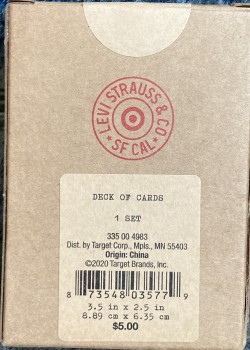 LEVI STRAUSS & CO
SF CAL
DECK OF CARDS
1 SET
335 00 4983
Dist. by Target Corp., Mpls., MN 55403
Origin: China
©2020 Target Brands, Inc.
8 73548 03577 9
3.5 in x 2.5 in
8.89 cm x 6.35 cm
$5.00